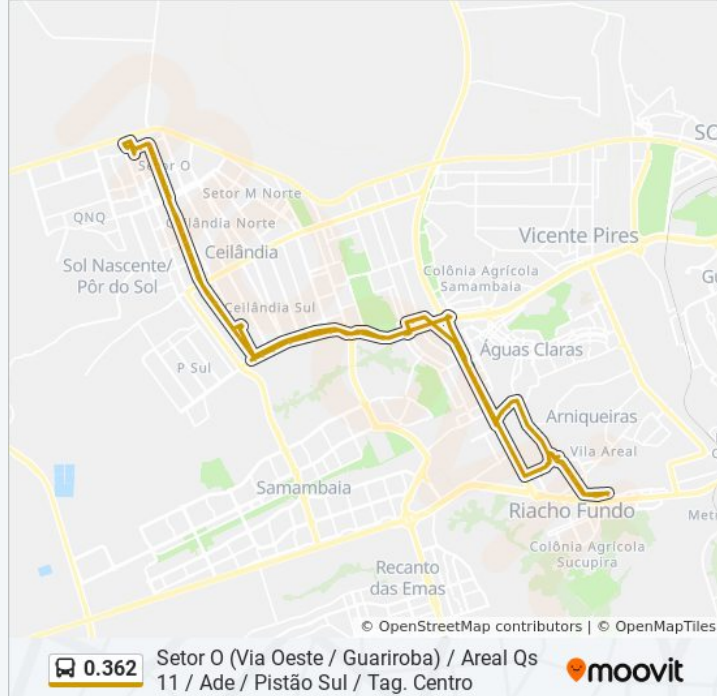 SC
Setor O
Setor M Norte
QNQ
Ceilândia Norte
Vicente Pires
Ceilândia
Sol Nascente/
Pôr do Sol
Colônia Agrícola
Samambaia
Ceilândia Sul
Águas Claras
P Sul
Arniqueiras
Vila Areal
Samambaia
Riacho Fundo
Colônia Agrícola
Sucupira
Recanto
das Emas
© OpenStreetMap contributors | © OpenMapTiles
0.362
Setor O (Via Oeste / Guariroba) / Areal Qs
11 / Ade / Pistão Sul / Tag. Centro
moovit